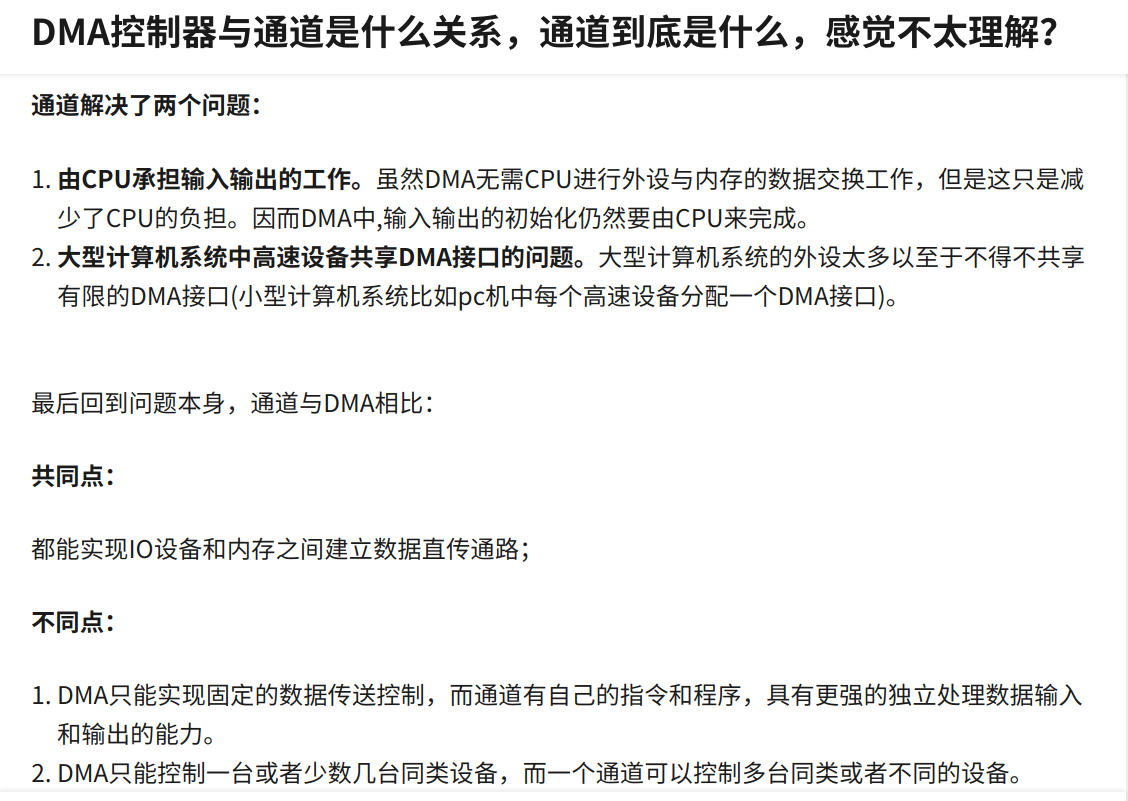 DMA控制器与通道是什么关系，通道到底是什么，感觉不太理解？
通道解决了两个问题：
1. 由CPU承担输入输出的工作。虽然DMA无需CPU进行外设与内存的数据交换工作，但是这只是减
少了CPU的负担。因而DMA中,输入输出的初始化仍然要由CPU来完成。
2. 大型计算机系统中高速设备共享DMA接口的问题。大型计算机系统的外设太多以至于不得不共享
有限的DMA接口(小型计算机系统比如pc机中每个高速设备分配一个DMA接口)。
最后回到问题本身，通道与DMA相比：
共同点：
都能实现IO设备和内存之间建立数据直传通路；
不同点：
1. DMA只能实现固定的数据传送控制，而通道有自己的指令和程序，具有更强的独立处理数据输入
和输出的能力。
2. DMA只能控制一台或者少数几台同类设备，而一个通道可以控制多台同类或者不同的设备。